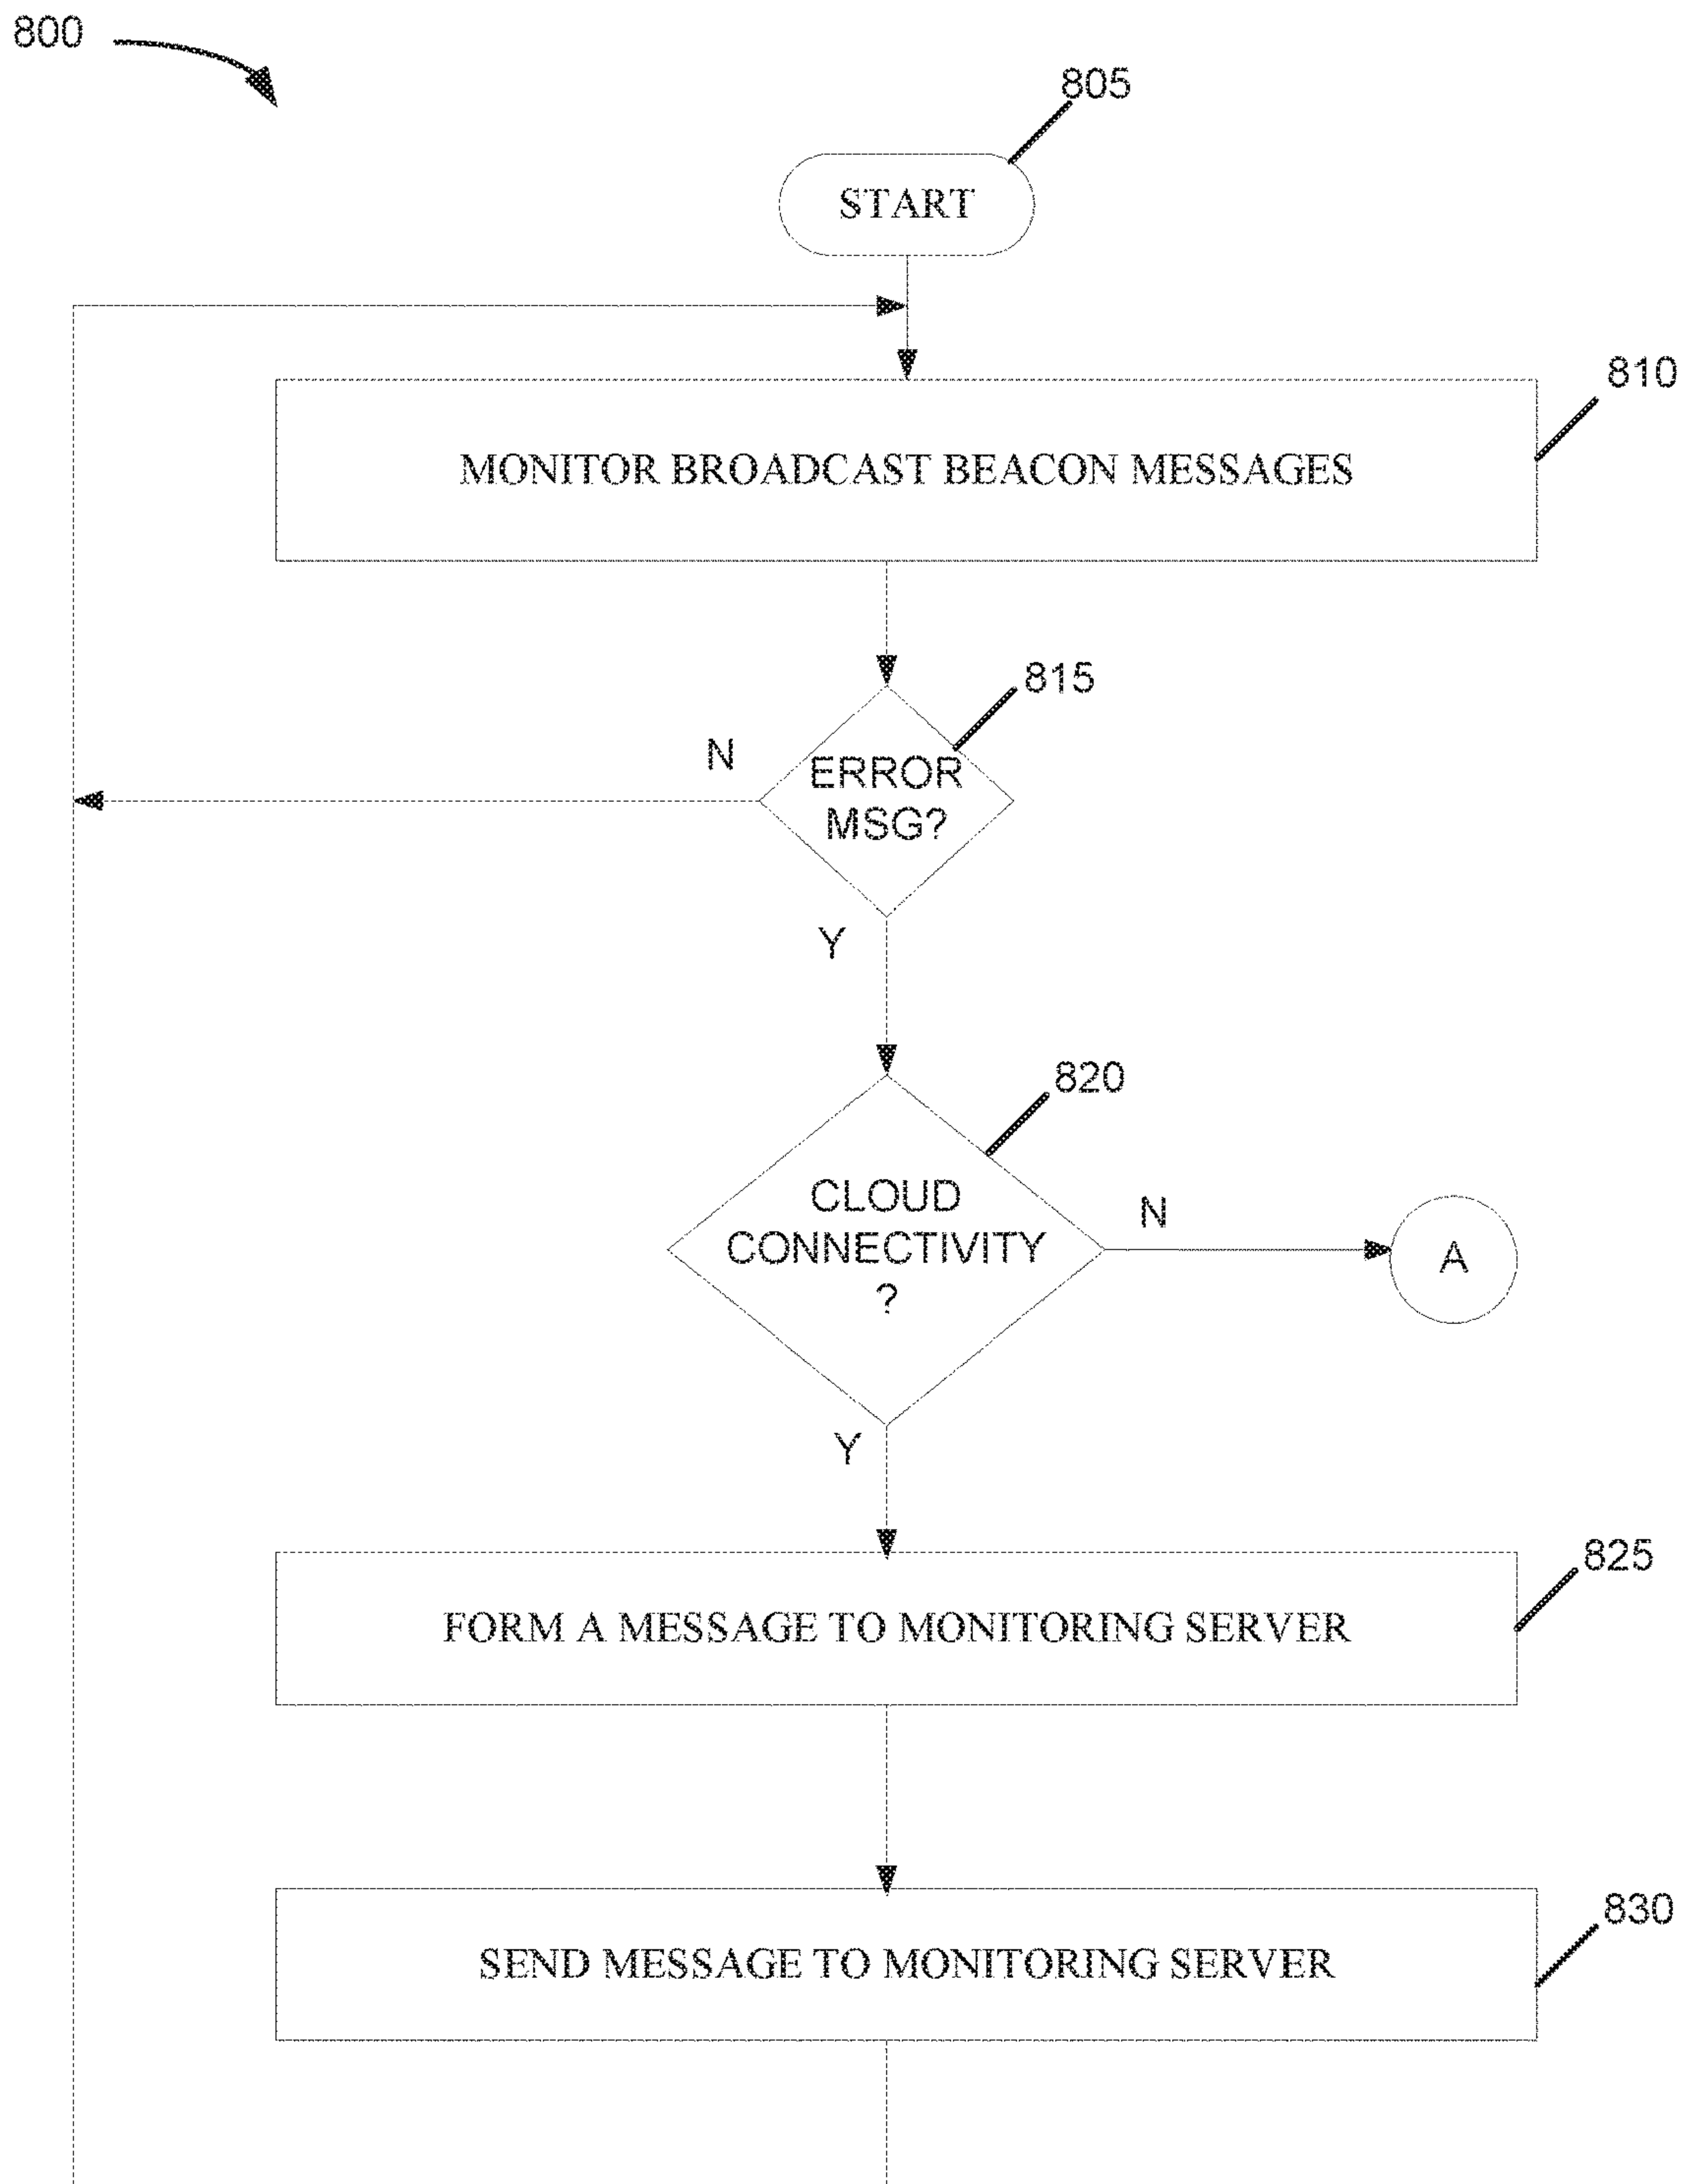 800
805
START
810
MONITOR BROADCAST BEACON MESSAGES
815
N
ERROR
MSG?
Y
820
CLOUD
CONNECTIVITY
?
N
A
Y
825
FORM A MESSAGE TO MONITORING SERVER
830
SEND MESSAGE TO MONITORING SERVER